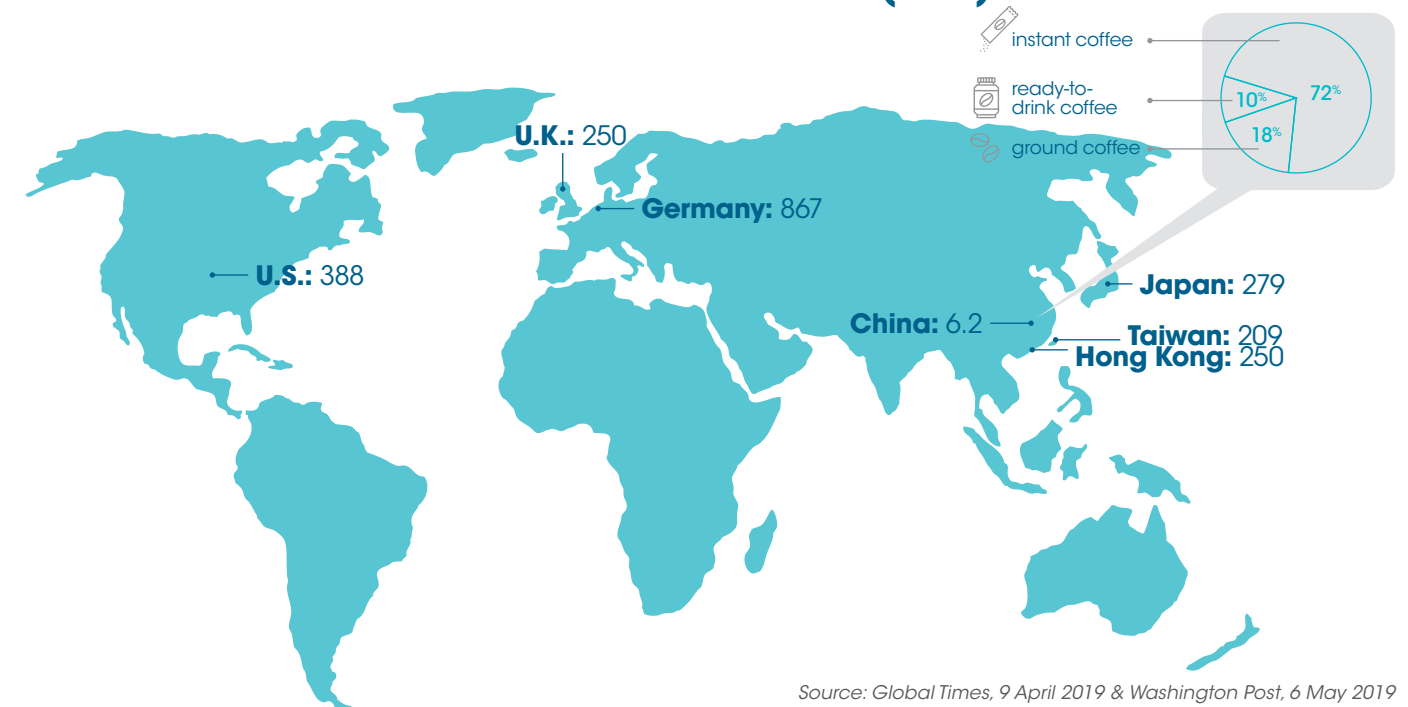 instant coffee
ready-to-
drink coffee
ground coffee
72%
10%
18%
U.K.: 250
Germany: 867
U.S.: 388
Japan: 279
China: 6.2
Taiwan: 209
Hong Kong: 250
Source: Global Times, 9 April 2019 & Washington Post, 6 May 2019